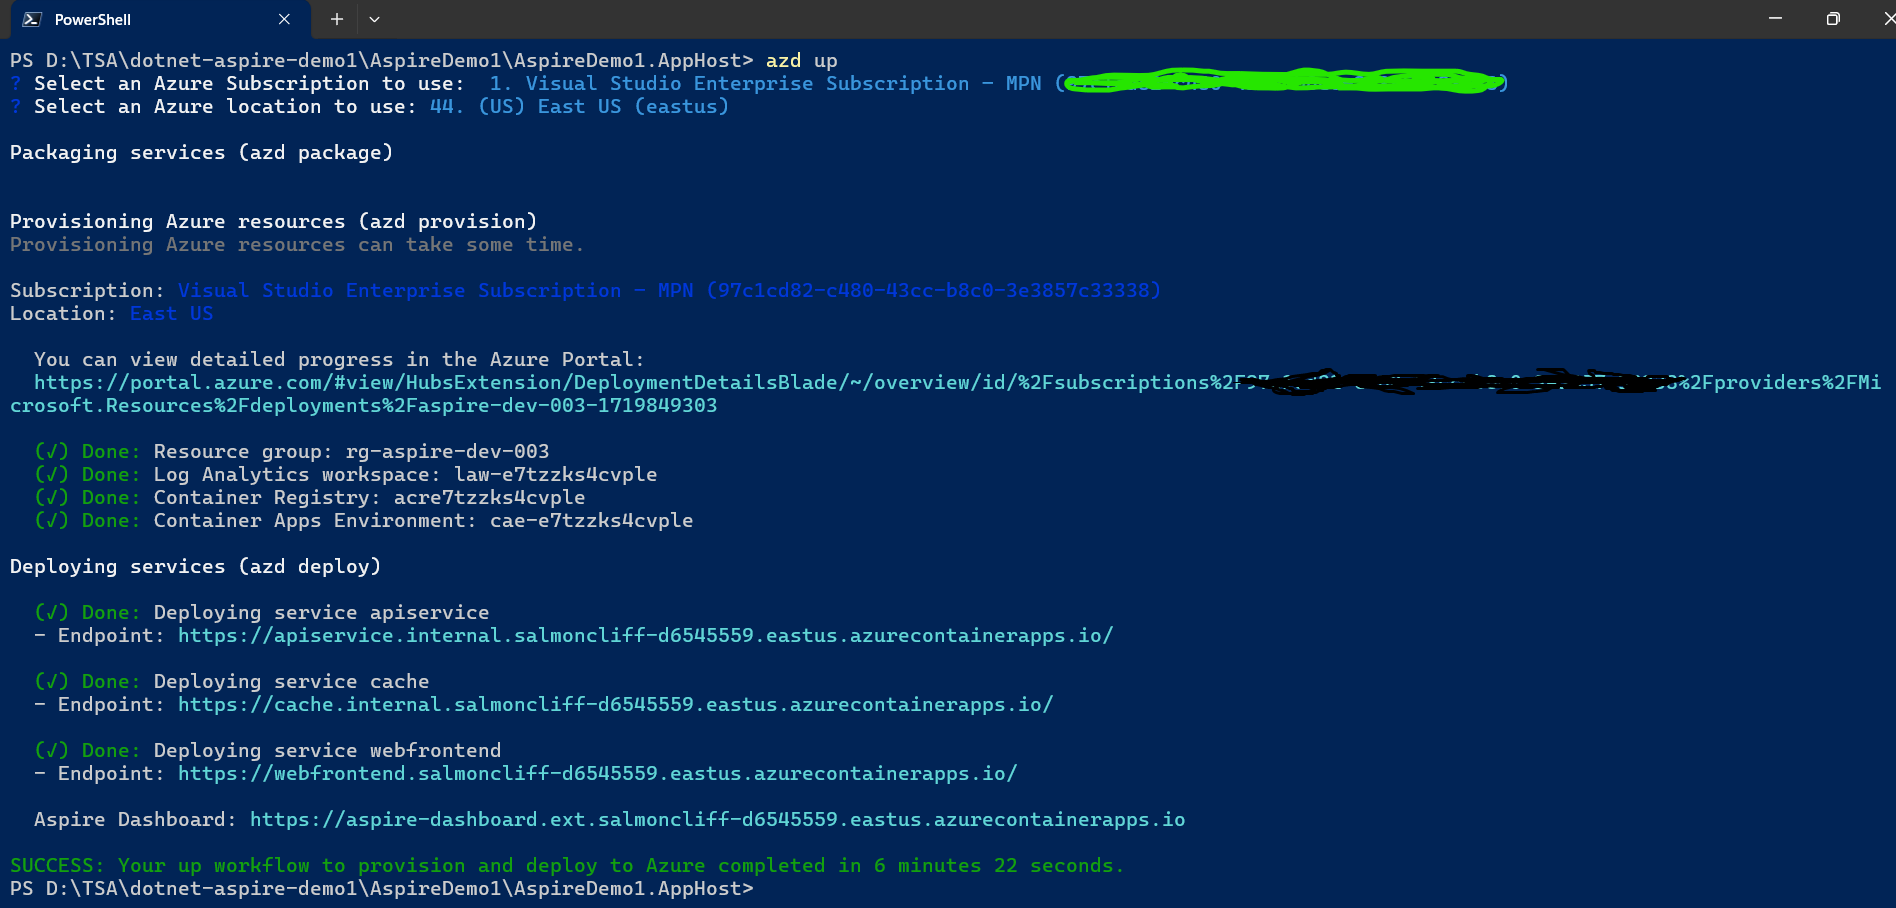 PowerShell
PS D:\TSA\dotnet-aspire-demo1\AspireDemo1\AspireDemo1.AppHost> azd up
? Select an Azure Subscription to use:  1. Visual Studio Enterprise Subscription - MPN ( )
? Select an Azure location to use: 44. (US) East US (eastus)
Packaging services (azd package)
Provisioning Azure resources (azd provision)
Provisioning Azure resources can take some time.
Subscription: Visual Studio Enterprise Subscription - MPN (97c1cd82-c480-43cc-b8c0-3e3857c33338)
Location: East US
You can view detailed progress in the Azure Portal:
https://portal.azure.com/#view/HubsExtension/DeploymentDetailsBlade/~/overview/id/%2Fsubscriptions%2F %2Fproviders%2FMi
crosoft.Resources%2Fdeployments%2Faspire-dev-003-1719849303
(√) Done: Resource group: rg-aspire-dev-003
(√) Done: Log Analytics workspace: law-e7tzzks4cvple
(√) Done: Container Registry: acre7tzzks4cvple
(√) Done: Container Apps Environment: cae-e7tzzks4cvple
Deploying services (azd deploy)
(√) Done: Deploying service apiservice
- Endpoint: https://apiservice.internal.salmoncliff-d6545559.eastus.azurecontainerapps.io/
(√) Done: Deploying service cache
- Endpoint: https://cache.internal.salmoncliff-d6545559.eastus.azurecontainerapps.io/
(√) Done: Deploying service webfrontend
- Endpoint: https://webfrontend.salmoncliff-d6545559.eastus.azurecontainerapps.io/
Aspire Dashboard: https://aspire-dashboard.ext.salmoncliff-d6545559.eastus.azurecontainerapps.io
SUCCESS: Your up workflow to provision and deploy to Azure completed in 6 minutes 22 seconds.
PS D:\TSA\dotnet-aspire-demo1\AspireDemo1\AspireDemo1.AppHost>